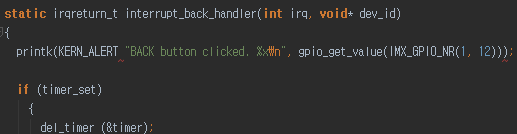 static irqreturn_t interrupt_back_handler(int irq, void* dev_id)
{
printk(KERN_ALERT "BACK button clicked. %x₩n", gpio_get_value(IMX_GPIO_NR(1, 12)));
if (timer_set)
{
del_timer (&timer);